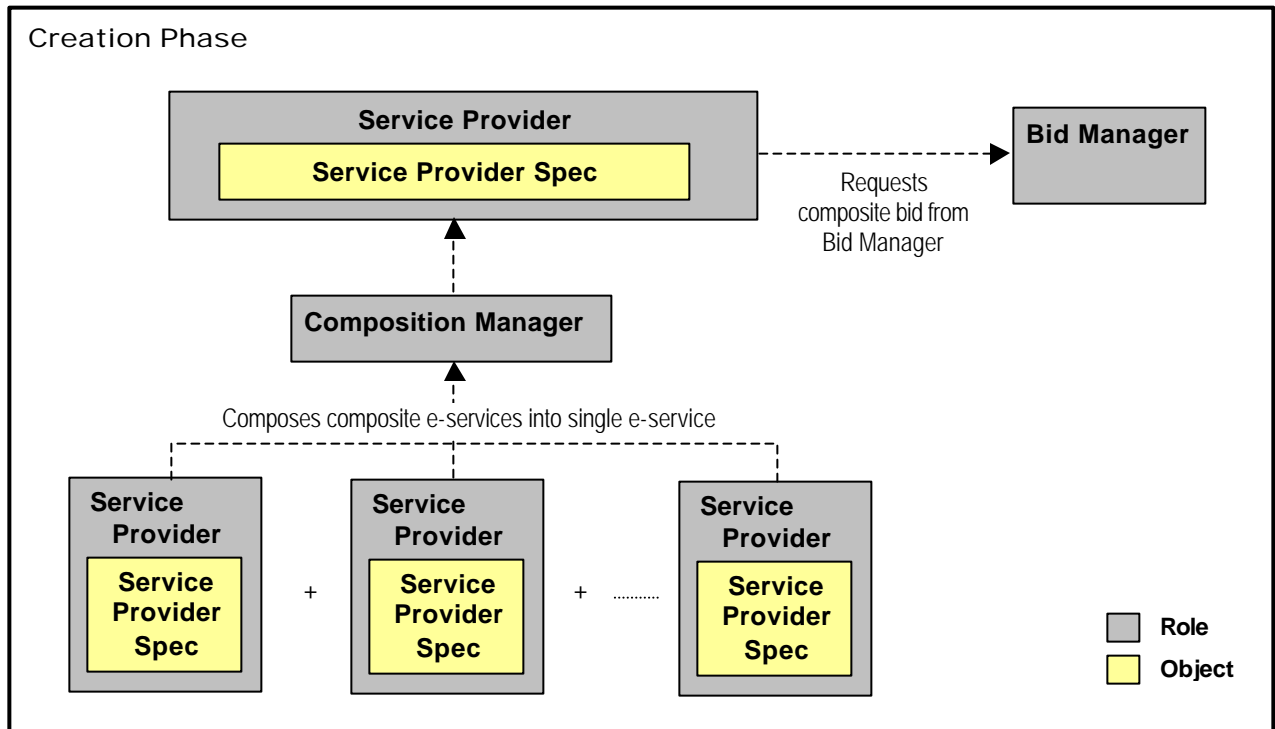 Creation Phase
Service Provider
Service Provider Spec
Bid Manager
Requests
composite bid from
Bid Manager
Composition Manager
Composes composite e-services into single e-service
Service
Provider
Service
Provider
Spec
+
Service
Provider
Service
Provider
Spec
+ ...........
Service
Provider
Service
Provider
Spec
Role
Object